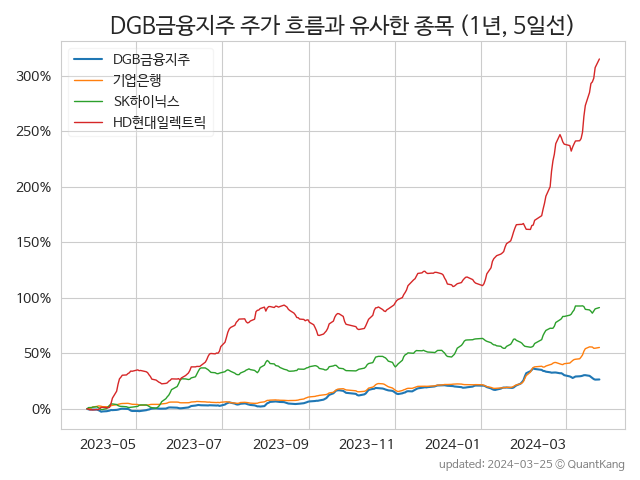 DGB금융지주 주가 흐름과 유사한 종목 (1년, 5일선)
DGB금융지주
기업은행
SK하이닉스
HD현대일렉트릭
300%
250%
200%
150%
100%
50%
0%
2023-05 2023-07 2023-09 2023-11 2024-01 2024-03
updated: 2024-03-25 © QuantKang